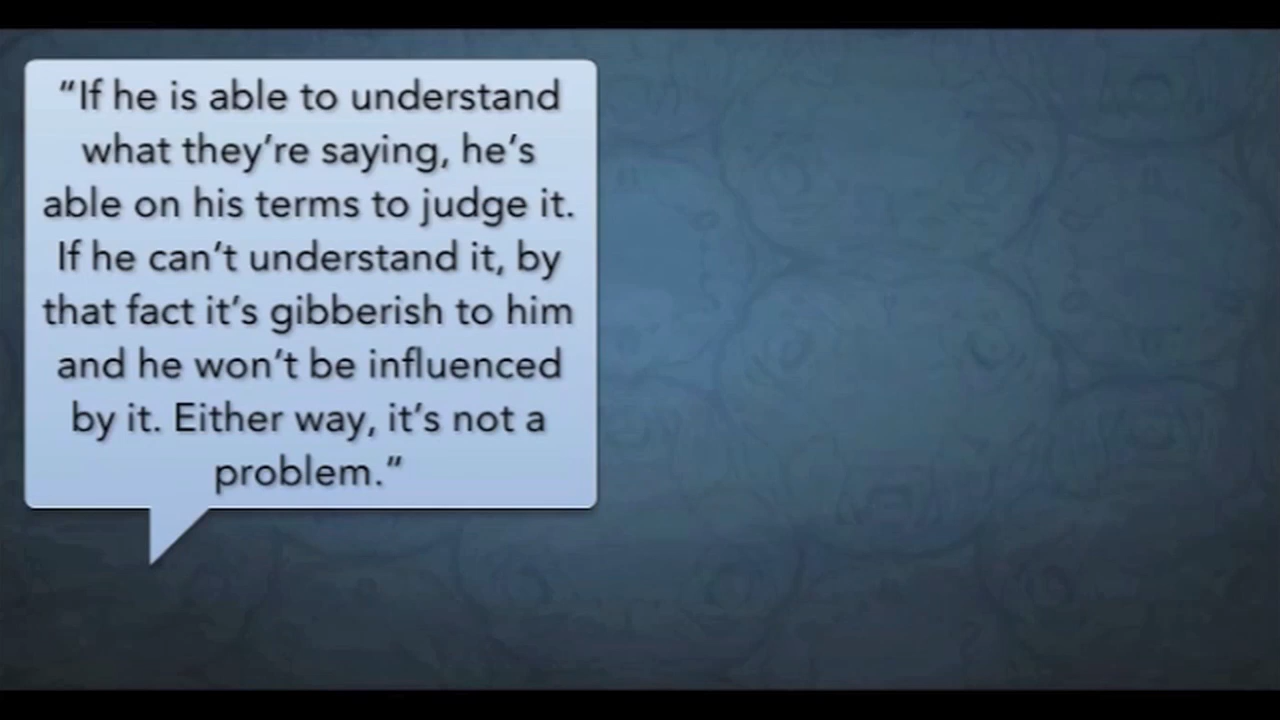 “If he is able to understand
what they’re saying, he’s
able on his terms to judge it.
If he can’t understand it, by
that fact it’s gibberish to him
and he won’t be influenced
by it. Either way, it’s not a
problem.”